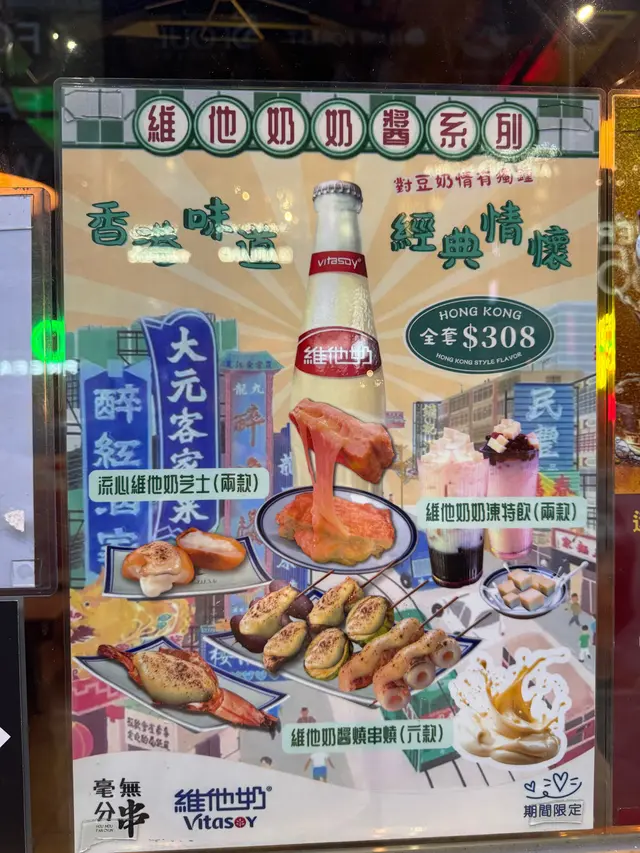 維他奶奶醬系列
對豆奶情有獨鍾
香港味道
經典情懷
vitasoy
維他奶
HONG KONG
全套$308
HONG KONG STYLE FLAVOR
大元客家菜
醉紅酒家
九龍
民豐
流心維他奶芝士(兩款)
維他奶奶凍特飲(兩款)
維他奶醬燒串燒(六款)
毫無分串
維他奶®
VITASOY
期間限定